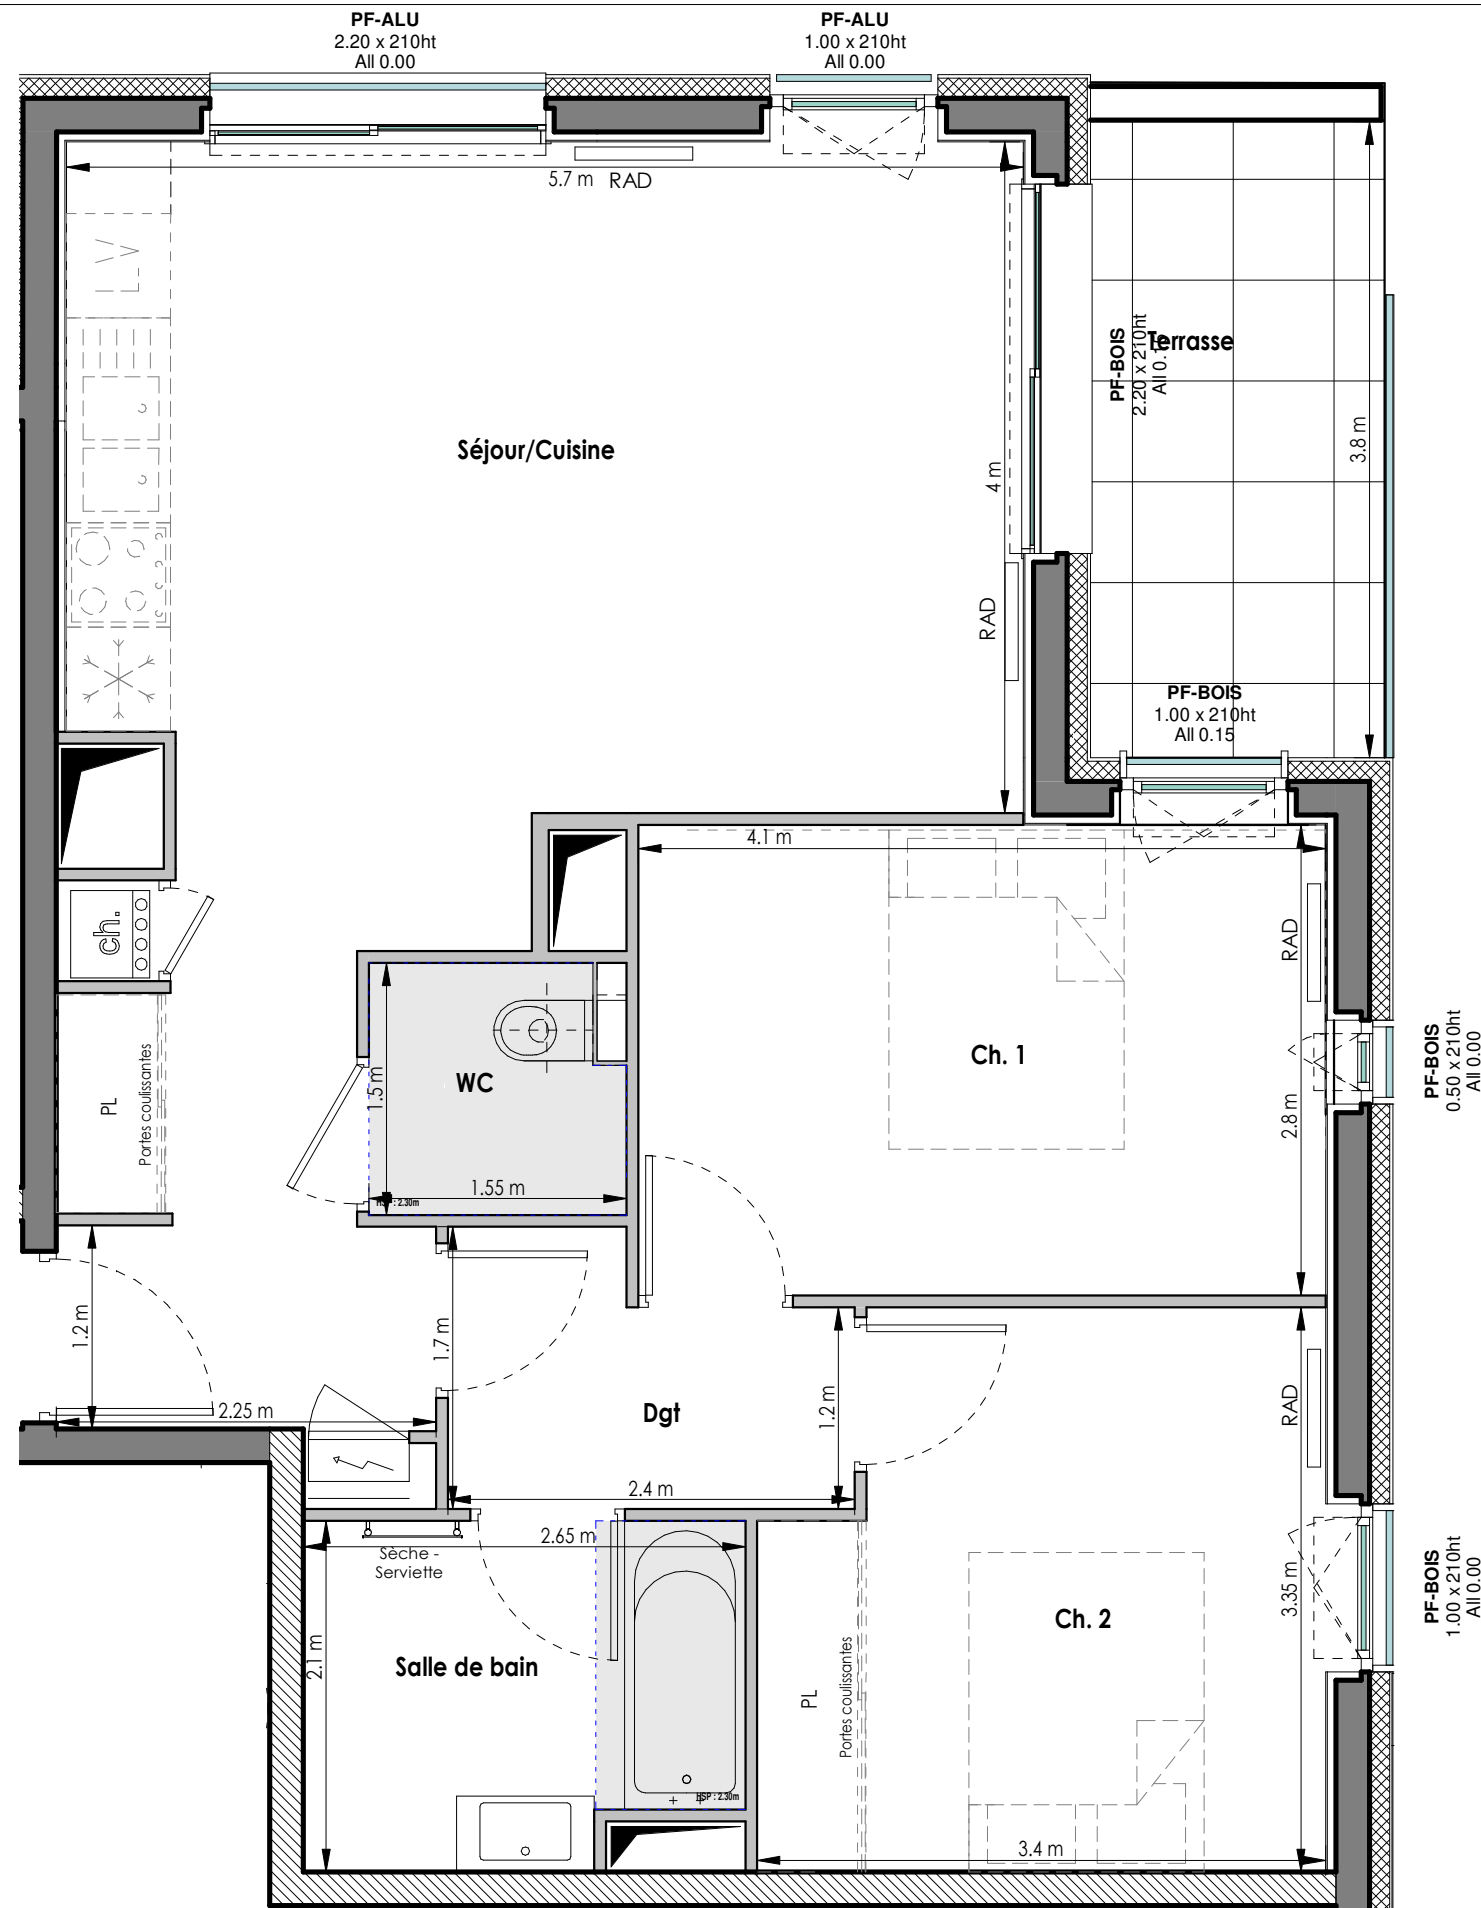 PF-ALU
2.20 x 210ht
All 0.00
PF-ALU
1.00 x 210ht
All 0.00
5.7 m
RAD
LV
Séjour/Cuisine
4 m
RAD
PF-BOIS
2.20 x 210ht
Terrasse
3.8 m
PF-BOIS
1.00 x 210ht
All 0.15
4.1 m
RAD
ch.
WC
1.5 m
1.55 m
HSP : 2.30m
Ch. 1
2.8 m
PF-BOIS
0.50 x 210ht
All 0.00
PL
Portes coulissantes
1.2 m
2.25 m
1.7 m
Dgt
1.2 m
2.4 m
RAD
2.65 m
Sèche -
Serviette
2.1 m
Salle de bain
HSP : 2.30m
PL
Portes coulissantes
Ch. 2
3.35 m
3.4 m
PF-BOIS
1.00 x 210ht
All 0.00